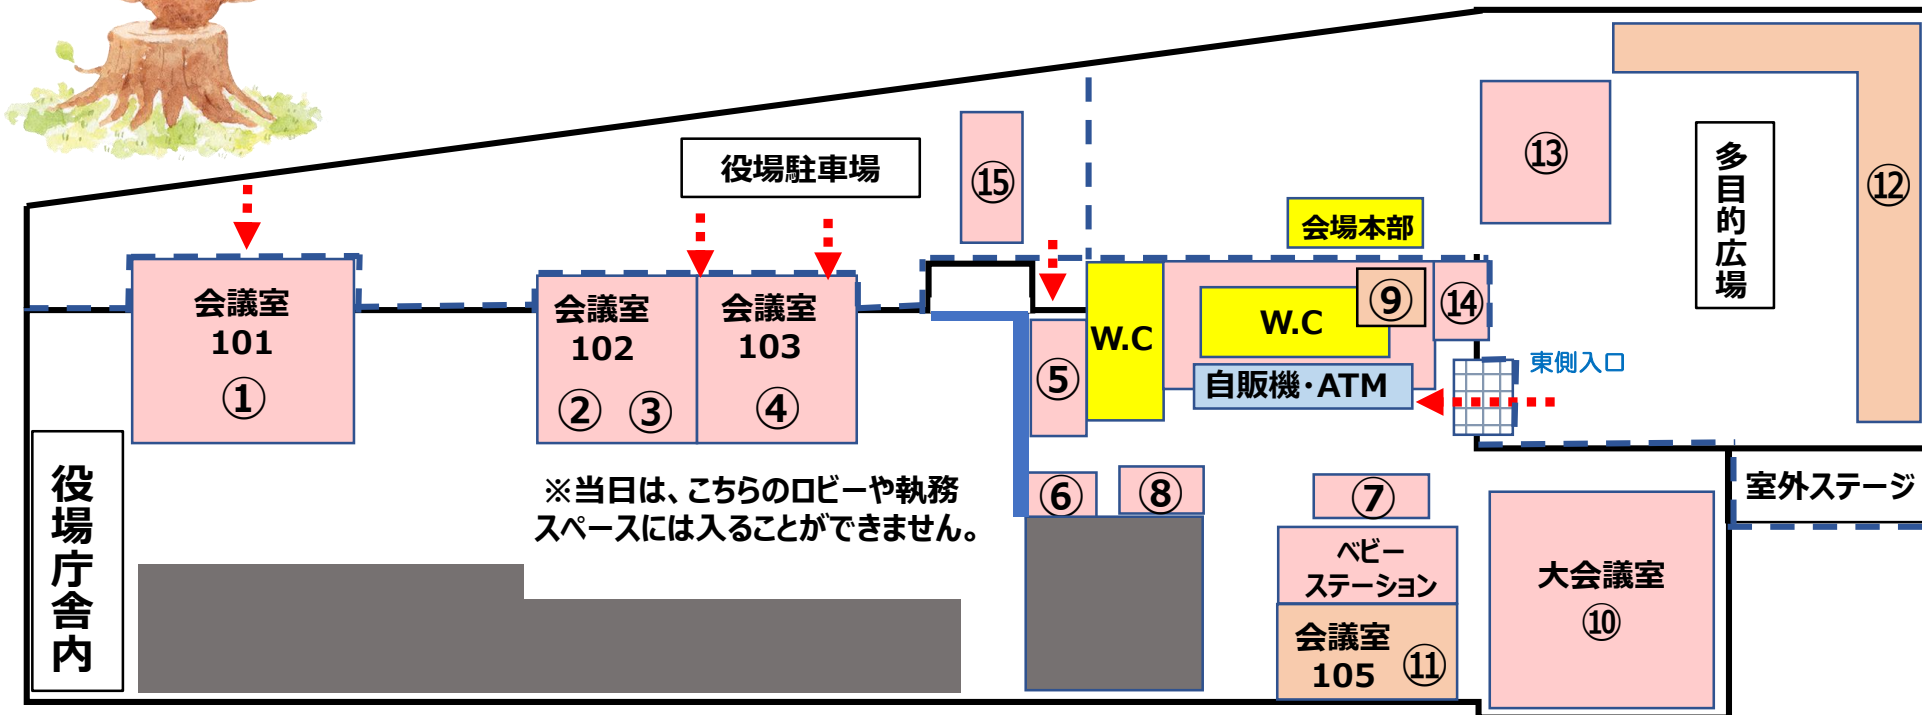 役場駐車場
⑮
⑬
多目的広場
⑫
会場本部
会議室
101
①
会議室
102
②
③
会議室
103
④
⑤
W.C
W.C
⑨
⑭
自販機・ATM
東側入口
役場庁舎内
※当日は、こちらのロビーや執務
スペースには入ることができません。
⑥
⑧
⑦
ベビー
ステーション
会議室
105
⑪
大会議室
⑩
室外ステージ